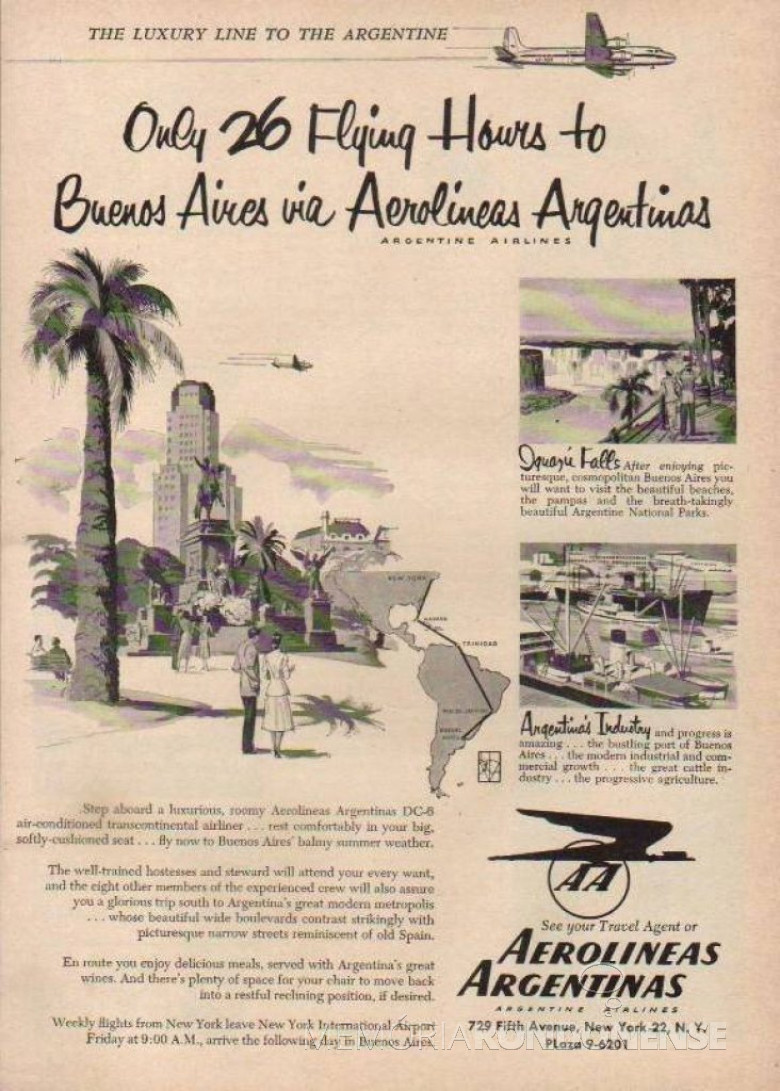 THE LUXURY LINE TO THE ARGENTINE
Only 26 Flying Hours to
Buenos Aires via Aerolineas Argentinas
ARGENTINE AIRLINES
Iguazú Falls After enjoying pic-
turesque, cosmopolitan Buenos Aires you
will want to visit the beautiful beaches,
the pampas and the breath-takingly
beautiful Argentine National Parks.
NEW YORK
HAVANA
TRINIDAD
BUENOS
AIRES
Argentina's Industry and progress is
amazing . . . the bustling port of Buenos
Aires . . . the modern industrial and com-
mercial growth . . . the great cattle in-
dustry . . . the progressive agriculture.
Step aboard a luxurious, roomy Aerolineas Argentinas DC-6
air-conditioned transcontinental airliner . . . rest comfortably in your big,
softly-cushioned seat . . . fly now to Buenos Aires' balmy summer weather.
The well-trained hostesses and steward will attend your every want,
and the eight other members of the experienced crew will also assure
you a glorious trip south to Argentina's great modern metropolis
. . . whose beautiful wide boulevards contrast strikingly with
picturesque narrow streets reminiscent of old Spain.
En route you enjoy delicious meals, served with Argentina's great
wines. And there's plenty of space for your chair to move back
into a restful reclining position, if desired.
Weekly flights from New York leave New York International Airport
Friday at 9:00 A.M., arrive the following day in Buenos Aires.
AA
See your Travel Agent or
AEROLINEAS
ARGENTINAS
ARGENTINE AIRLINES
729 Fifth Avenue, New York 22, N. Y.
PLaza 9-6201